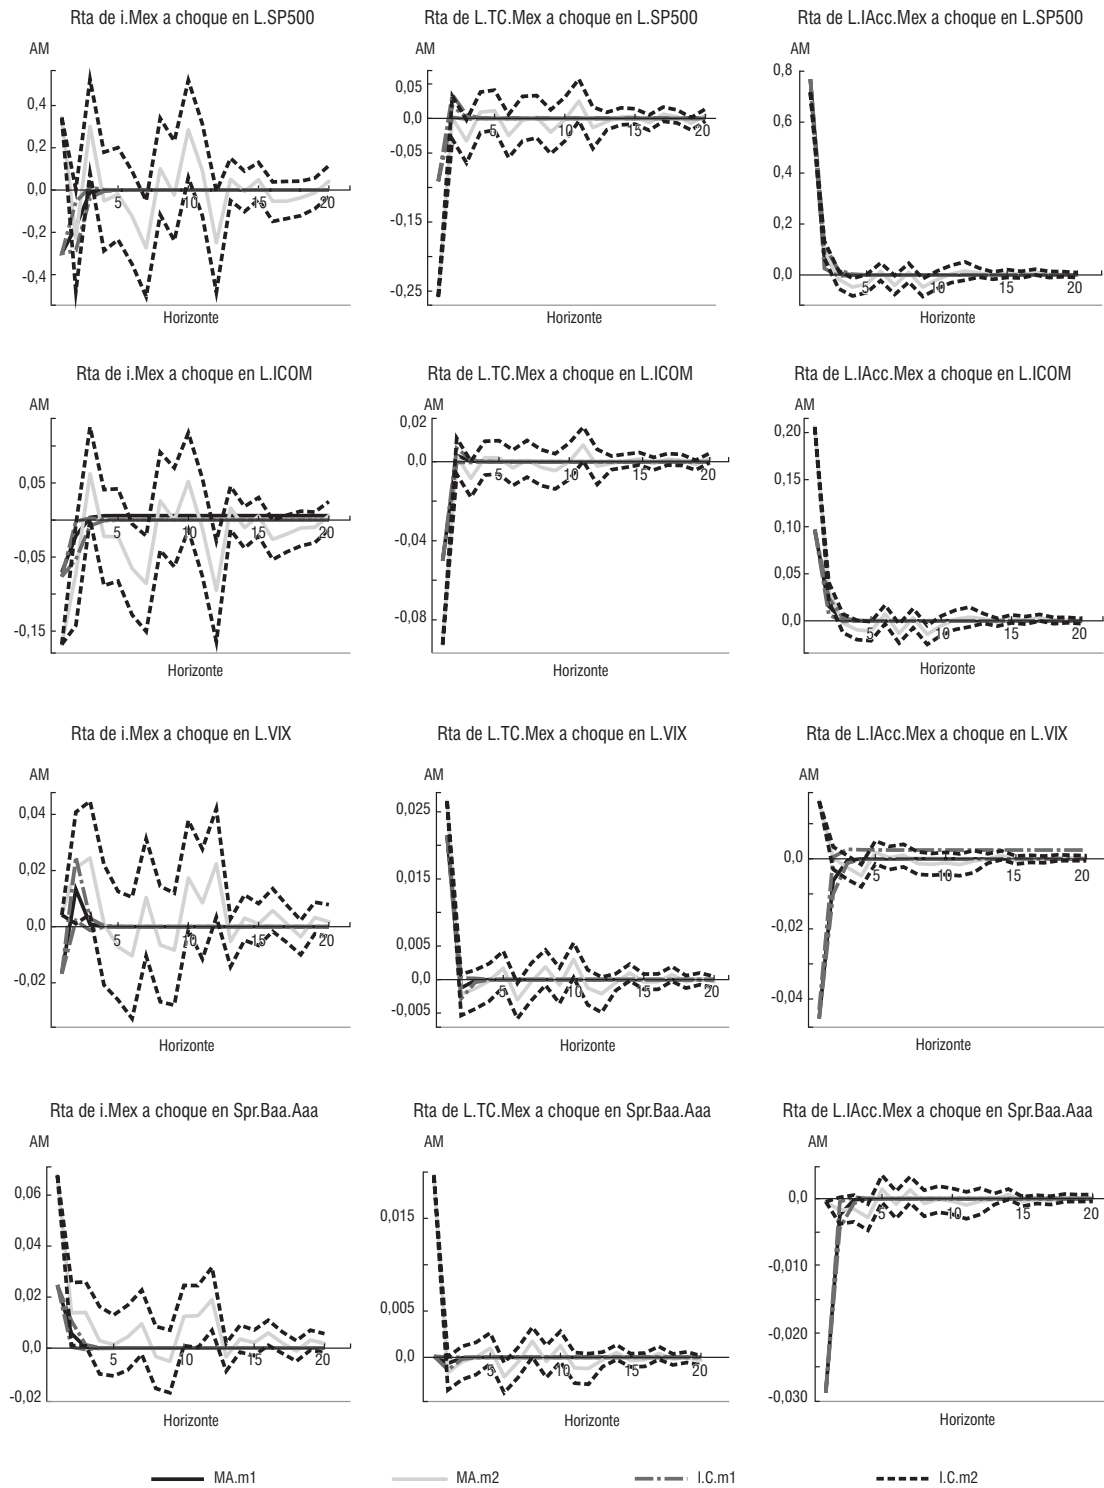 Rta de i.Mex a choque en L.SP500
AM
0,4
0,2
0,0
-0,2
-0,4
5
10
15
20
Horizonte
Rta de L.TC.Mex a choque en L.SP500
AM
0,05
0,0
-0,05
-0,15
-0,25
5
10
15
20
Horizonte
Rta de L.IAcc.Mex a choque en L.SP500
AM
0,8
0,6
0,4
0,2
0,0
5
10
15
20
Horizonte
Rta de i.Mex a choque en L.ICOM
AM
0,05
-0,05
-0,15
5
10
15
20
Horizonte
Rta de L.TC.Mex a choque en L.ICOM
AM
0,02
0,0
-0,04
-0,08
5
10
15
20
Horizonte
Rta de L.IAcc.Mex a choque en L.ICOM
AM
0,20
0,10
0,05
0,0
5
10
15
20
Horizonte
Rta de i.Mex a choque en L.VIX
AM
0,04
0,02
0,0
-0,02
5
10
15
20
Horizonte
Rta de L.TC.Mex a choque en L.VIX
AM
0,025
0,015
0,005
0,0
-0,005
5
10
15
20
Horizonte
Rta de L.IAcc.Mex a choque en L.VIX
AM
0,0
-0,02
-0,04
5
10
15
20
Horizonte
Rta de i.Mex a choque en Spr.Baa.Aaa
AM
0,06
0,04
0,02
0,0
-0,02
5
10
15
20
Horizonte
Rta de L.TC.Mex a choque en Spr.Baa.Aaa
AM
0,015
0,005
0,0
5
10
15
20
Horizonte
Rta de L.IAcc.Mex a choque en Spr.Baa.Aaa
AM
0,0
-0,010
-0,020
-0,030
5
10
15
20
Horizonte
MA.m1
MA.m2
I.C.m1
I.C.m2